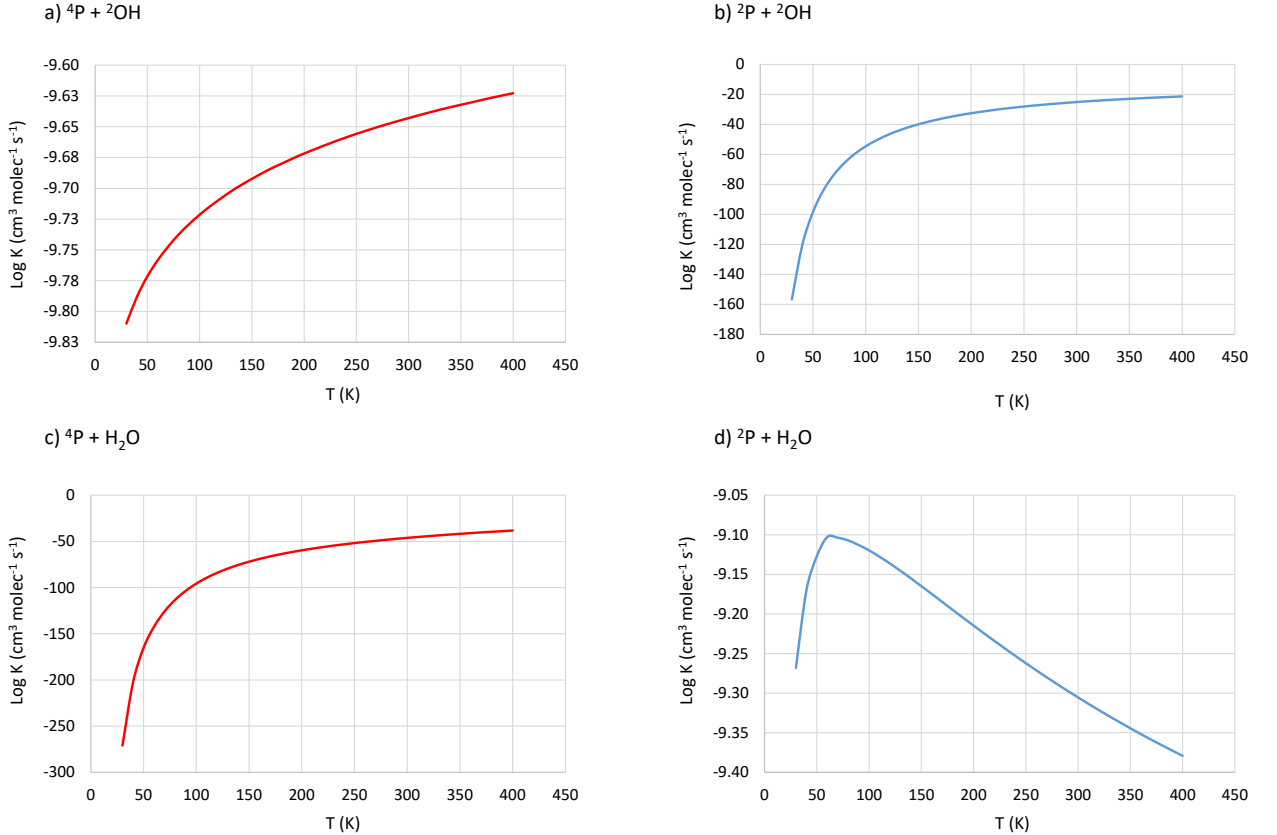 a) ⁴P + ²OH
-9.60
-9.63
-9.65
-9.68
-9.70
-9.73
-9.75
-9.78
-9.80
-9.83
Log K (cm³ molec⁻¹ s⁻¹)
0 50 100 150 200 250 300 350 400 450
T (K)
b) ²P + ²OH
0
-20
-40
-60
-80
-100
-120
-140
-160
-180
Log K (cm³ molec⁻¹ s⁻¹)
0 50 100 150 200 250 300 350 400 450
T (K)
c) ⁴P + H₂O
0
-50
-100
-150
-200
-250
-300
Log K (cm³ molec⁻¹ s⁻¹)
0 50 100 150 200 250 300 350 400 450
T (K)
d) ²P + H₂O
-9.05
-9.10
-9.15
-9.20
-9.25
-9.30
-9.35
-9.40
Log K (cm³ molec⁻¹ s⁻¹)
0 50 100 150 200 250 300 350 400 450
T (K)